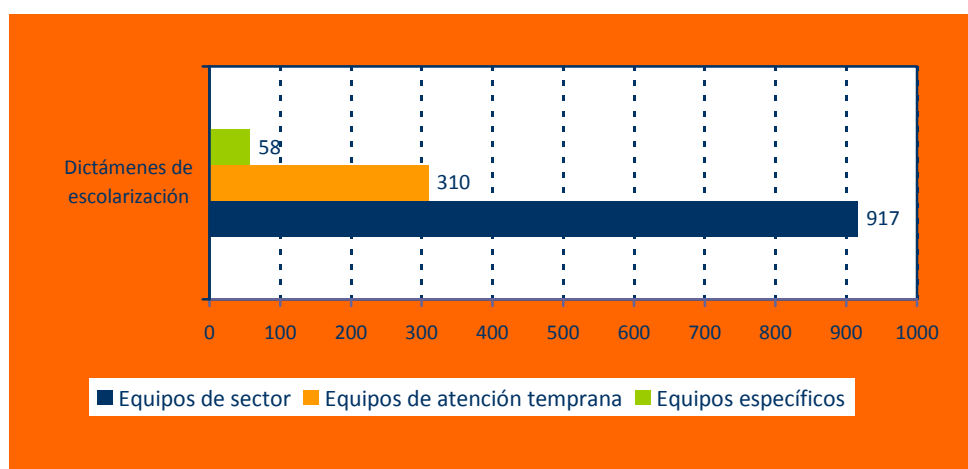 58
Dictámenes de
escolarización
310
917
0 100 200 300 400 500 600 700 800 900 1000
Equipos de sector Equipos de atención temprana Equipos específicos